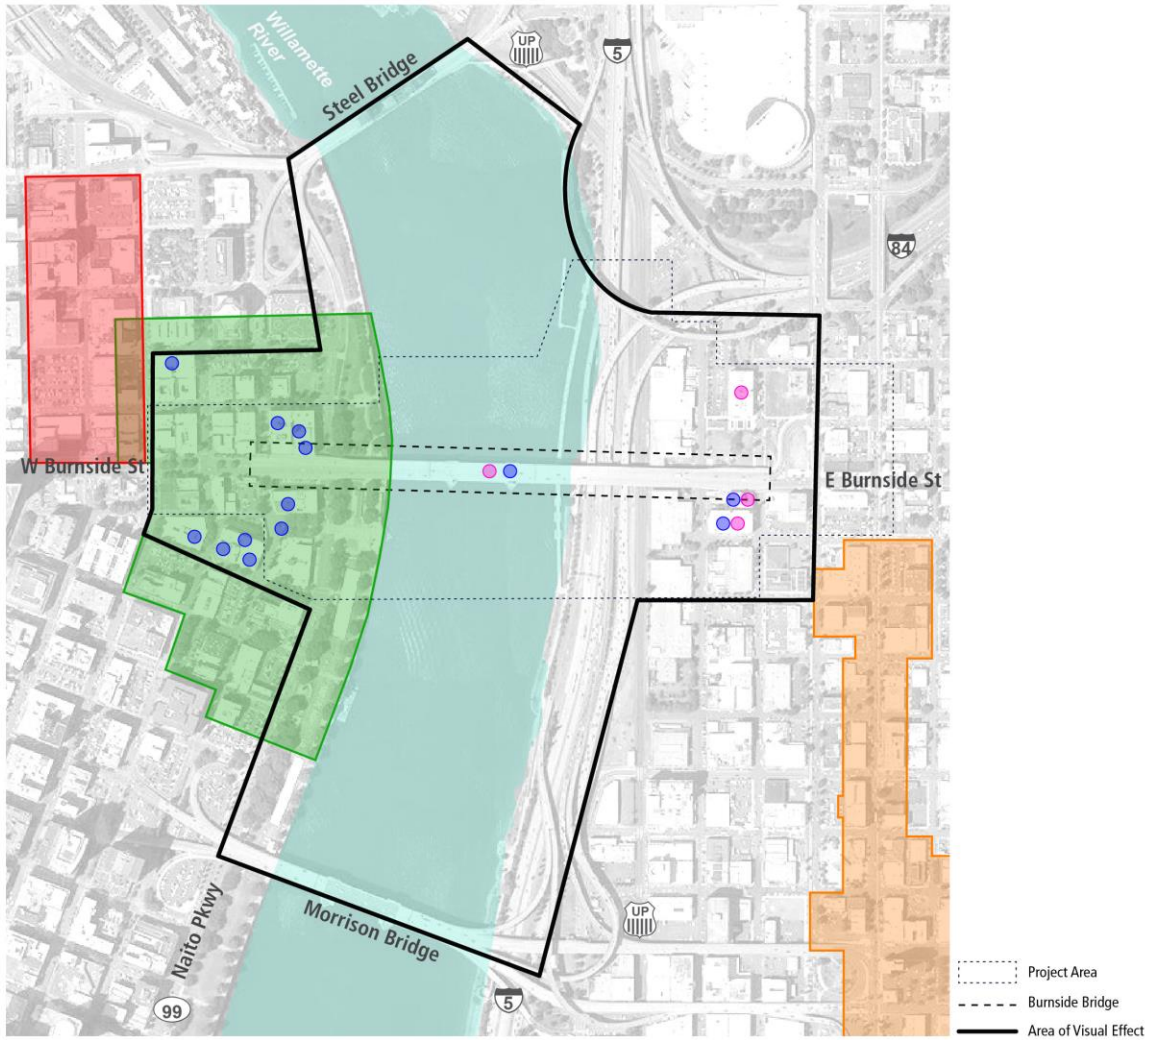 Willamette
River
UP
5
Steel Bridge
84
W Burnside St
E Burnside St
UP
Morrison Bridge
Naito Pkwy
99
5
Project Area
Burnside Bridge
Area of Visual Effect